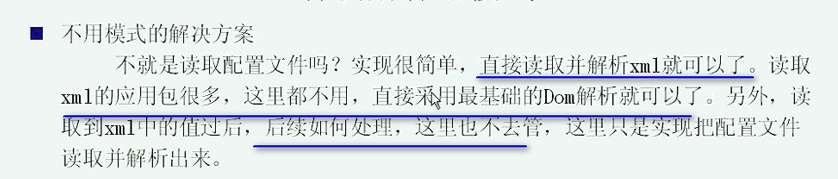 不用模式的解决方案
不就是读取配置文件吗？实现很简单，直接读取并解析xml就可以了。读取
xml的应用包很多，这里都不用，直接采用最基础的Dom解析就可以了。另外，读
取到xml中的值过后，后续如何处理，这里也不去管，这里只是实现把配置文件
读取并解析出来。